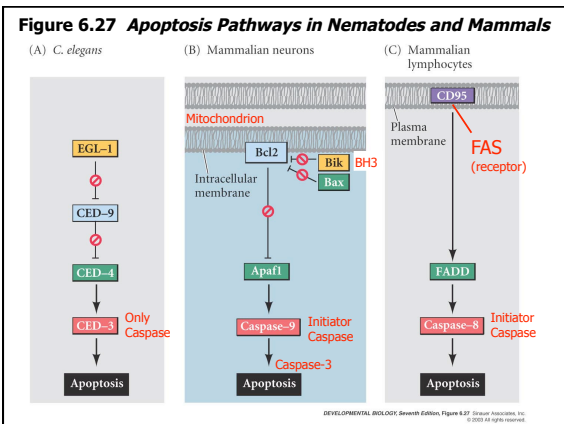 Figure 6.27 Apoptosis Pathways in Nematodes and Mammals
(A) C. elegans
EGL–1
CED–9
CED–4
CED–3
Only
Caspase
Apoptosis
(B) Mammalian neurons
Mitochondrion
Bcl2
Bik
BH3
Bax
Intracellular
membrane
Apaf1
Caspase–9
Initiator
Caspase
Caspase-3
Apoptosis
(C) Mammalian
lymphocytes
CD95
Plasma
membrane
FAS
(receptor)
FADD
Caspase–8
Initiator
Caspase
Apoptosis
DEVELOPMENTAL BIOLOGY, Seventh Edition, Figure 6.27 Sinauer Associates, Inc.
© 2003 All rights reserved.